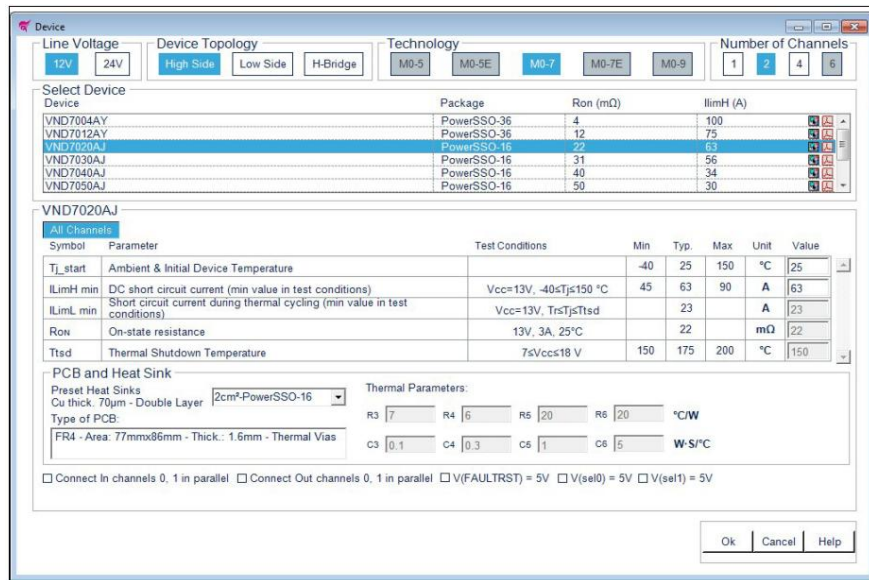 Device
Line Voltage Device Topology Technology Number of Channels
12V 24V High Side Low Side H-Bridge M0-5 M0-5E M0-7 M0-7E M0-9 1 2 4 6
Select Device
Device Package Ron (mΩ) IlimH (A)
VND7004AY PowerSSO-36 4 100
VND7012AY PowerSSO-36 12 75
VND7020AJ PowerSSO-16 22 63
VND7030AJ PowerSSO-16 31 56
VND7040AJ PowerSSO-16 40 34
VND7050AJ PowerSSO-16 50 30
VND7020AJ
All Channels
Symbol Parameter Test Conditions Min Typ. Max Unit Value
Tj_start Ambient & Initial Device Temperature -40 25 150 °C 25
ILimH min DC short circuit current (min value in test conditions) Vcc=13V, -40≤Tj≤150 °C 45 63 90 A 63
ILimL min Short circuit current during thermal cycling (min value in test conditions) Vcc=13V, Tr≤Tj≤Ttsd 23 A 23
RON On-state resistance 13V, 3A, 25°C 22 mΩ 22
Ttsd Thermal Shutdown Temperature 7≤Vcc≤18 V 150 175 200 °C 150
PCB and Heat Sink
Preset Heat Sinks
Cu thick. 70µm - Double Layer 2cm²-PowerSSO-16
Type of PCB:
FR4 - Area: 77mmx86mm - Thick.: 1.6mm - Thermal Vias
Thermal Parameters:
R3 7 R4 6 R5 20 R6 20 °C/W
C3 0.1 C4 0.3 C5 1 C6 5 W·S/°C
Connect In channels 0, 1 in parallel Connect Out channels 0, 1 in parallel V(FAULTRST) = 5V V(sel0) = 5V V(sel1) = 5V
Ok Cancel Help